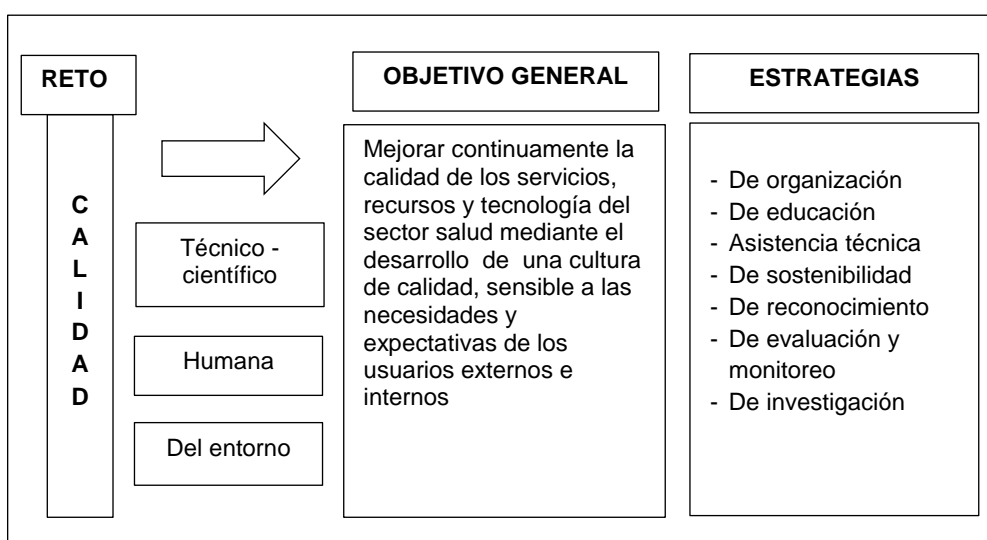 RETO
C
A
L
I
D
A
D
Técnico -
científico
Humana
Del entorno
OBJETIVO GENERAL
Mejorar continuamente la
calidad de los servicios,
recursos y tecnología del
sector salud mediante el
desarrollo de una cultura
de calidad, sensible a las
necesidades y
expectativas de los
usuarios externos e
internos
ESTRATEGIAS
- De organización
- De educación
- Asistencia técnica
- De sostenibilidad
- De reconocimiento
- De evaluación y
monitoreo
- De investigación